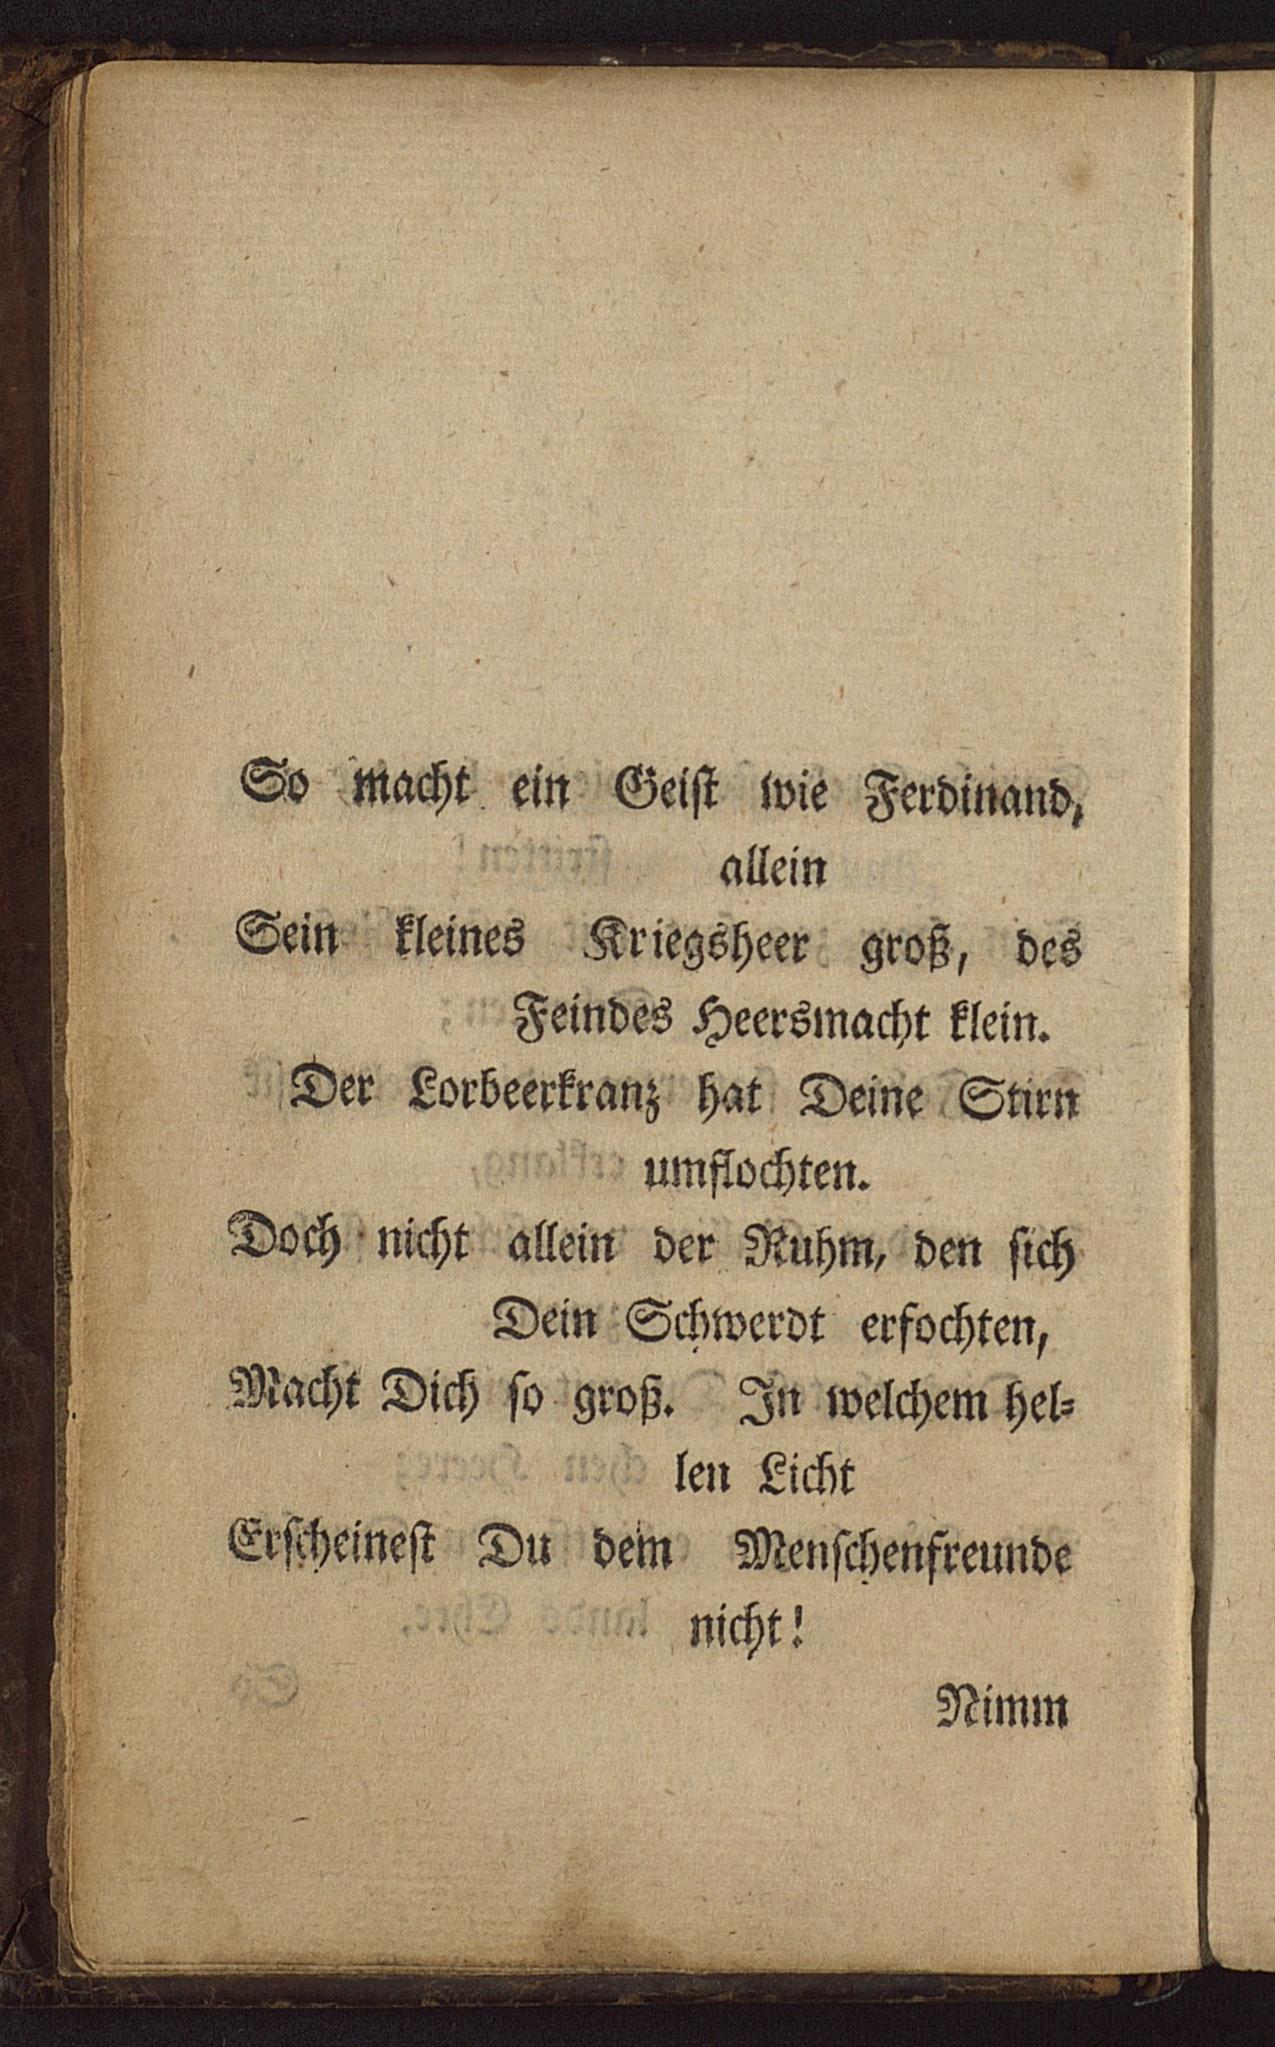 So macht ein Geiſt wie Ferdinand,
allein
Sein kleines Kriegsheer groß, des
Feindes Heersmacht klein.
Der Lorbeerkranz hat Deine Stirn
umflochten.
Doch nicht allein der Ruhm, den ſich
Dein Schwerdt erfochten,
Macht Dich ſo groß. In welchem hel⸗
len Licht
Erſcheineſt Du dem Menſchenfreunde
nicht!
Nimm